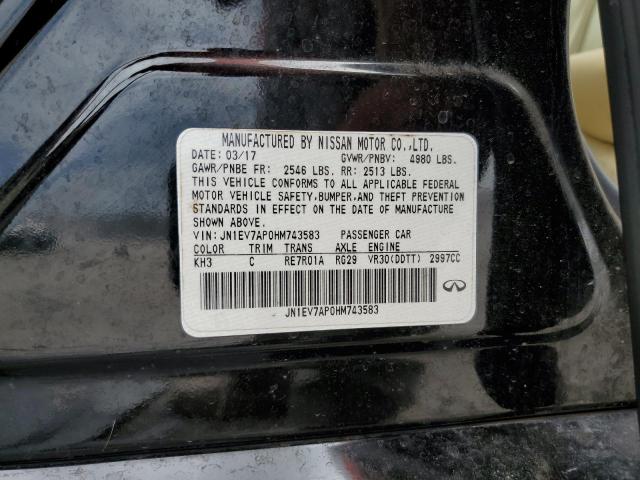 MANUFACTURED BY NISSAN MOTOR CO.,LTD.
DATE: 03/17 GVWR/PNBV: 4980 LBS.
GAWR/PNBE FR: 2546 LBS. RR: 2513 LBS.
THIS VEHICLE CONFORMS TO ALL APPLICABLE FEDERAL
MOTOR VEHICLE SAFETY,BUMPER,AND THEFT PREVENTION
STANDARDS IN EFFECT ON THE DATE OF MANUFACTURE
SHOWN ABOVE.
VIN: JN1EV7AP0HM743583 PASSENGER CAR
COLOR TRIM TRANS AXLE ENGINE
KH3 C RE7R01A RG29 VR30(DDTT) 2997CC
JN1EV7AP0HM743583